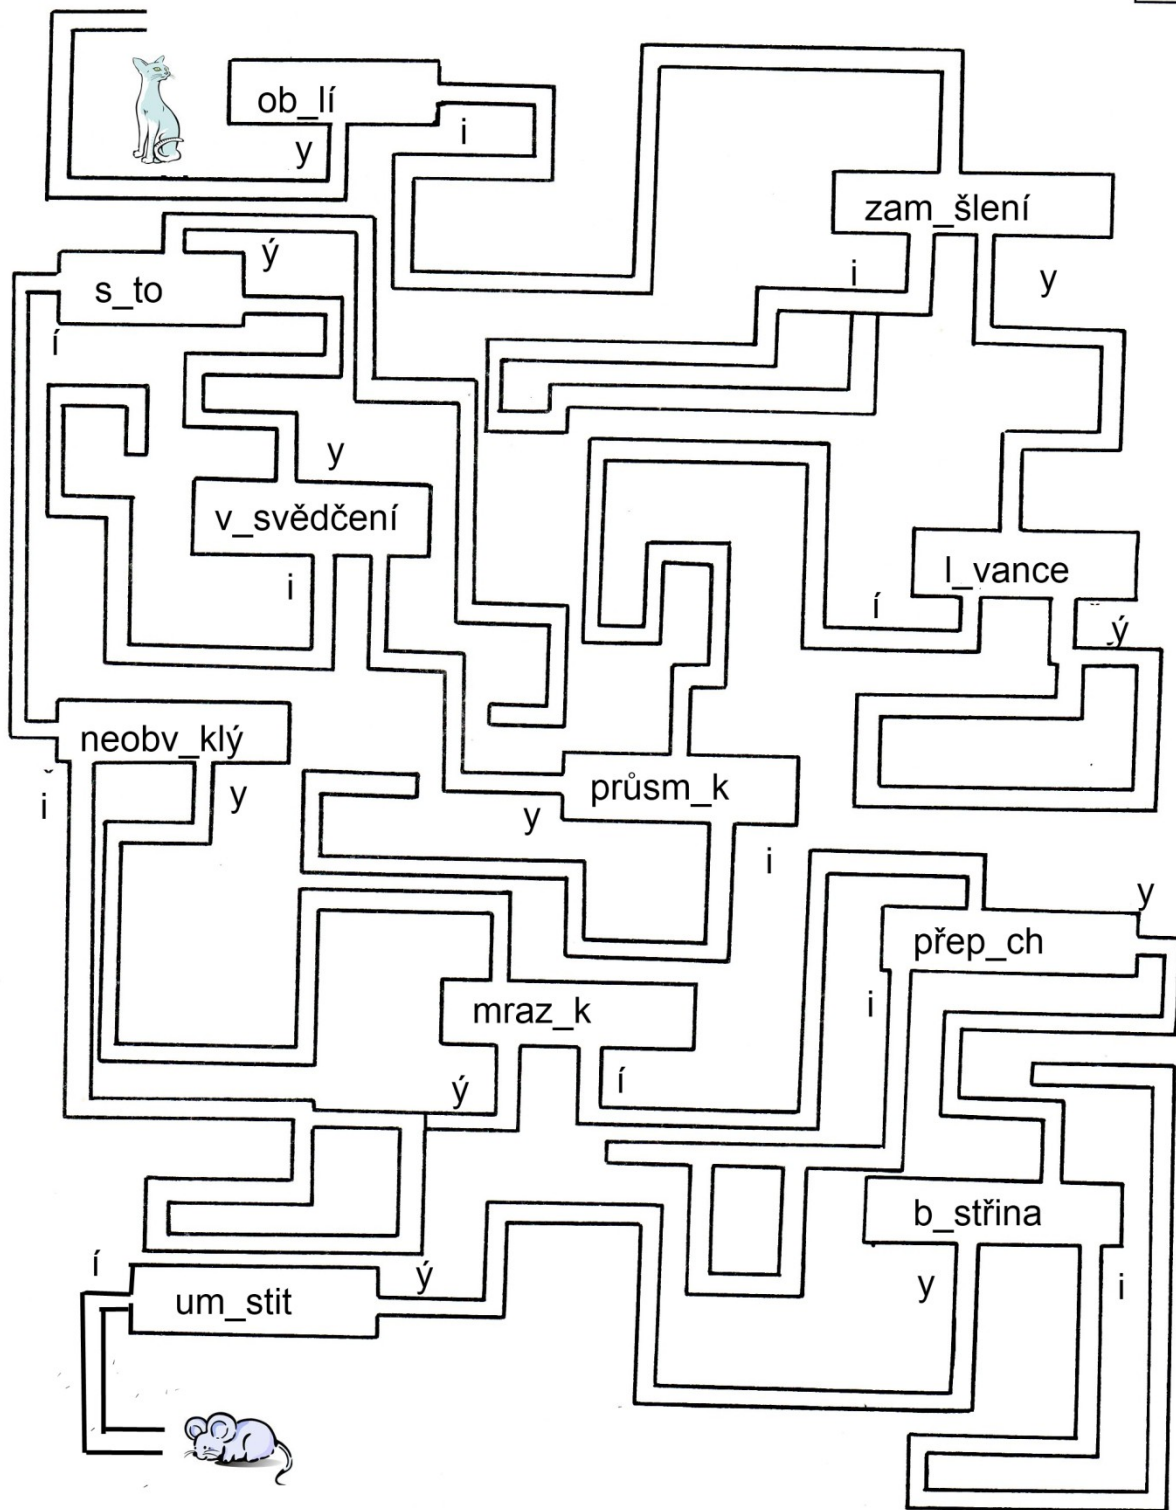 ob_lí
i
y
zam_šlení
ý
i
y
s_to
í
y
v_svědčení
l_vance
i
í
ý
neobv_klý
průsm_k
i
y
y
i
y
přep_ch
i
mraz_k
ý
í
b_střina
í
ý
y
i
um_stit